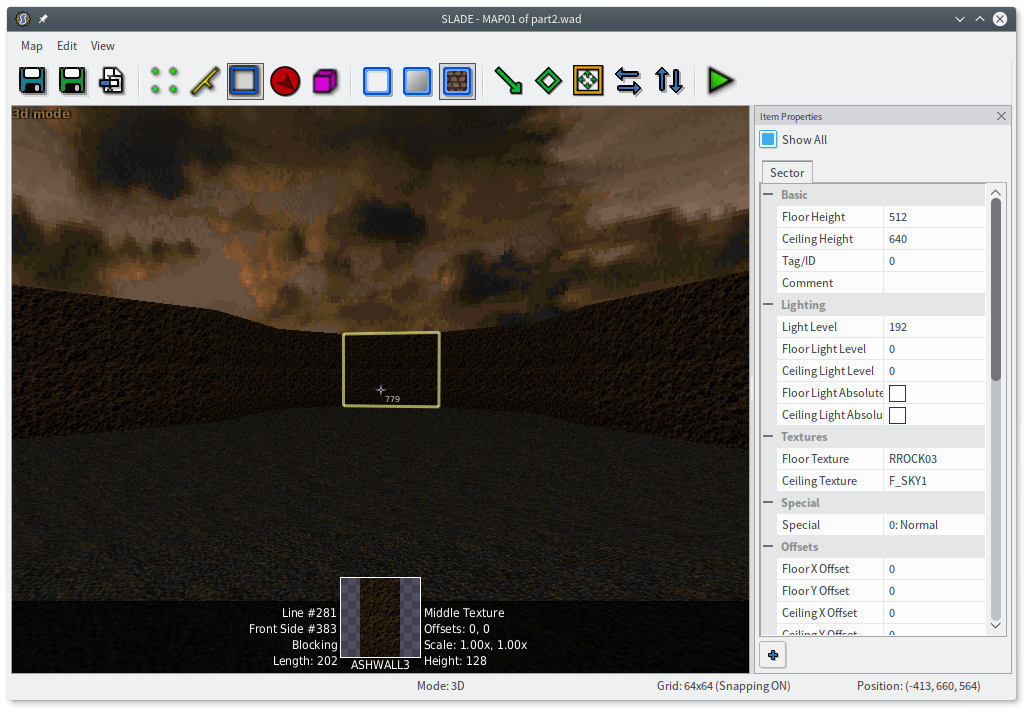 SLADE - MAP01 of part2.wad
Map Edit View
3d mode
779
Line #281
Front Side #383
Blocking
Length: 202
ASHWALL3
Middle Texture
Offsets: 0, 0
Scale: 1.00x, 1.00x
Height: 128
Item Properties
Show All
Sector
Basic
Floor Height 512
Ceiling Height 640
Tag/ID 0
Comment
Lighting
Light Level 192
Floor Light Level 0
Ceiling Light Level 0
Floor Light Absolute
Ceiling Light Absolu
Textures
Floor Texture RROCK03
Ceiling Texture F_SKY1
Special
Special 0: Normal
Offsets
Floor X Offset 0
Floor Y Offset 0
Ceiling X Offset 0
Ceiling Y Offset 0
Mode: 3D
Grid: 64x64 (Snapping ON)
Position: (-413, 660, 564)